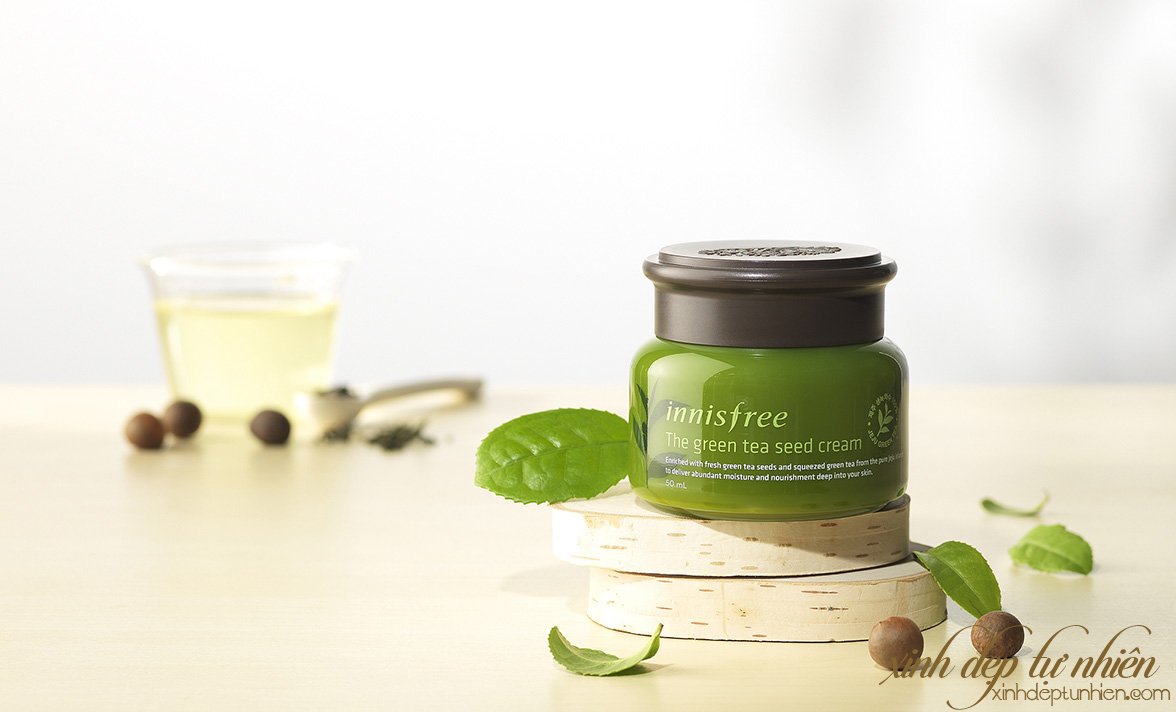 innisfree
The green tea seed cream
Enriched with fresh green tea seeds and squeezed green tea from the pure Jeju
to deliver abundant moisture and nourishment deep into your skin.
50 mL
JEJU GREEN
xinh đẹp tự nhiên
xinhdeptunhien.com